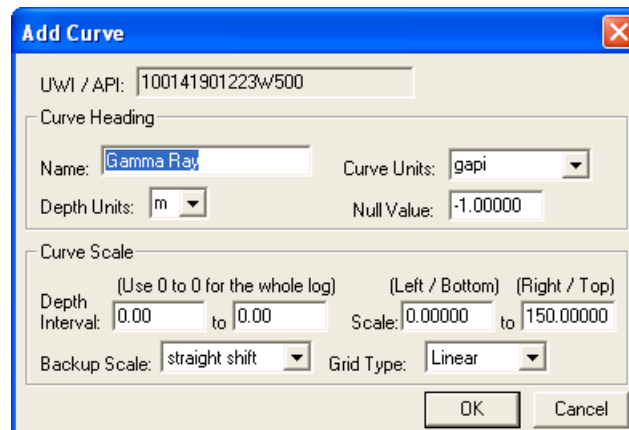 Add Curve
UWI / API: 100141901223W500
Curve Heading
Name: Gamma Ray Curve Units: gapi
Depth Units: m Null Value: -1.00000
Curve Scale
(Use 0 to 0 for the whole log) (Left / Bottom) (Right / Top)
Depth Interval: 0.00 to 0.00 Scale: 0.00000 to 150.00000
Backup Scale: straight shift Grid Type: Linear
OK Cancel